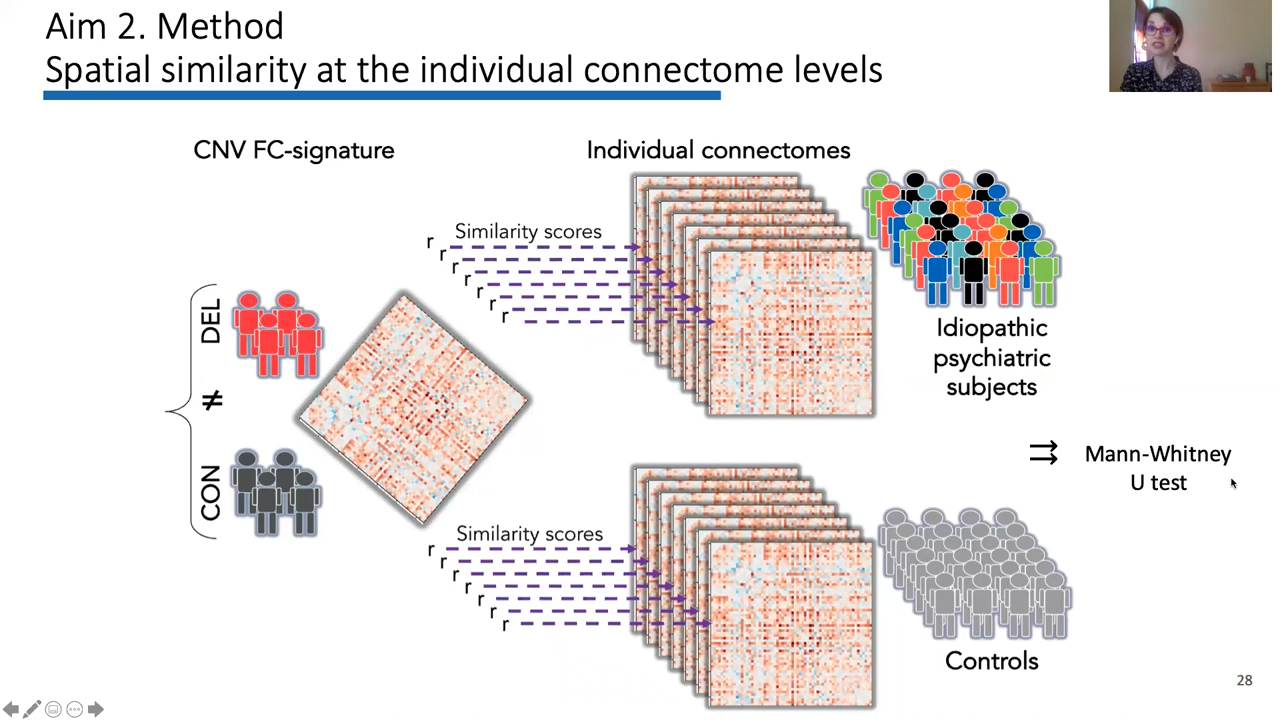 Aim 2. Method
Spatial similarity at the individual connectome levels
CNV FC-signature
Individual connectomes
Similarity scores
r
r
r
r
r
r
r
DEL
≠
CON
Idiopathic
psychiatric
subjects
Mann-Whitney
U test
Similarity scores
r
r
r
r
r
r
r
Controls
28